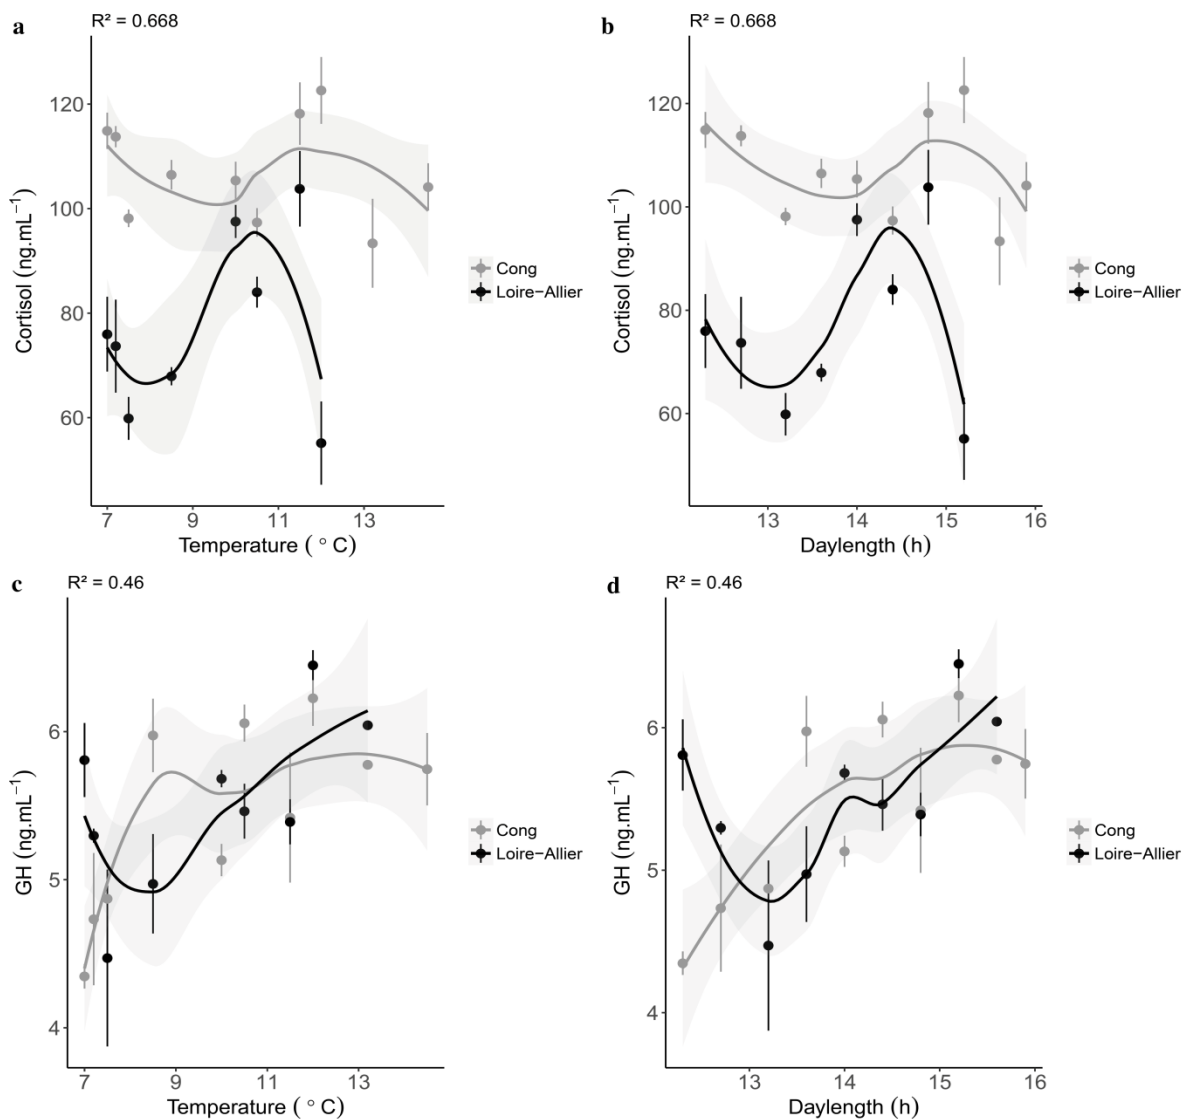 a
R² = 0.668
120
100
80
60
Cortisol (ng.mL⁻¹)
7 9 11 13
Temperature ( ° C)
Cong
Loire−Allier
b
R² = 0.668
120
100
80
60
Cortisol (ng.mL⁻¹)
13 14 15 16
Daylength (h)
Cong
Loire−Allier
c
R² = 0.46
6
5
4
GH (ng.mL⁻¹)
7 9 11 13
Temperature ( ° C)
Cong
Loire−Allier
d
R² = 0.46
6
5
4
GH (ng.mL⁻¹)
13 14 15 16
Daylength (h)
Cong
Loire−Allier